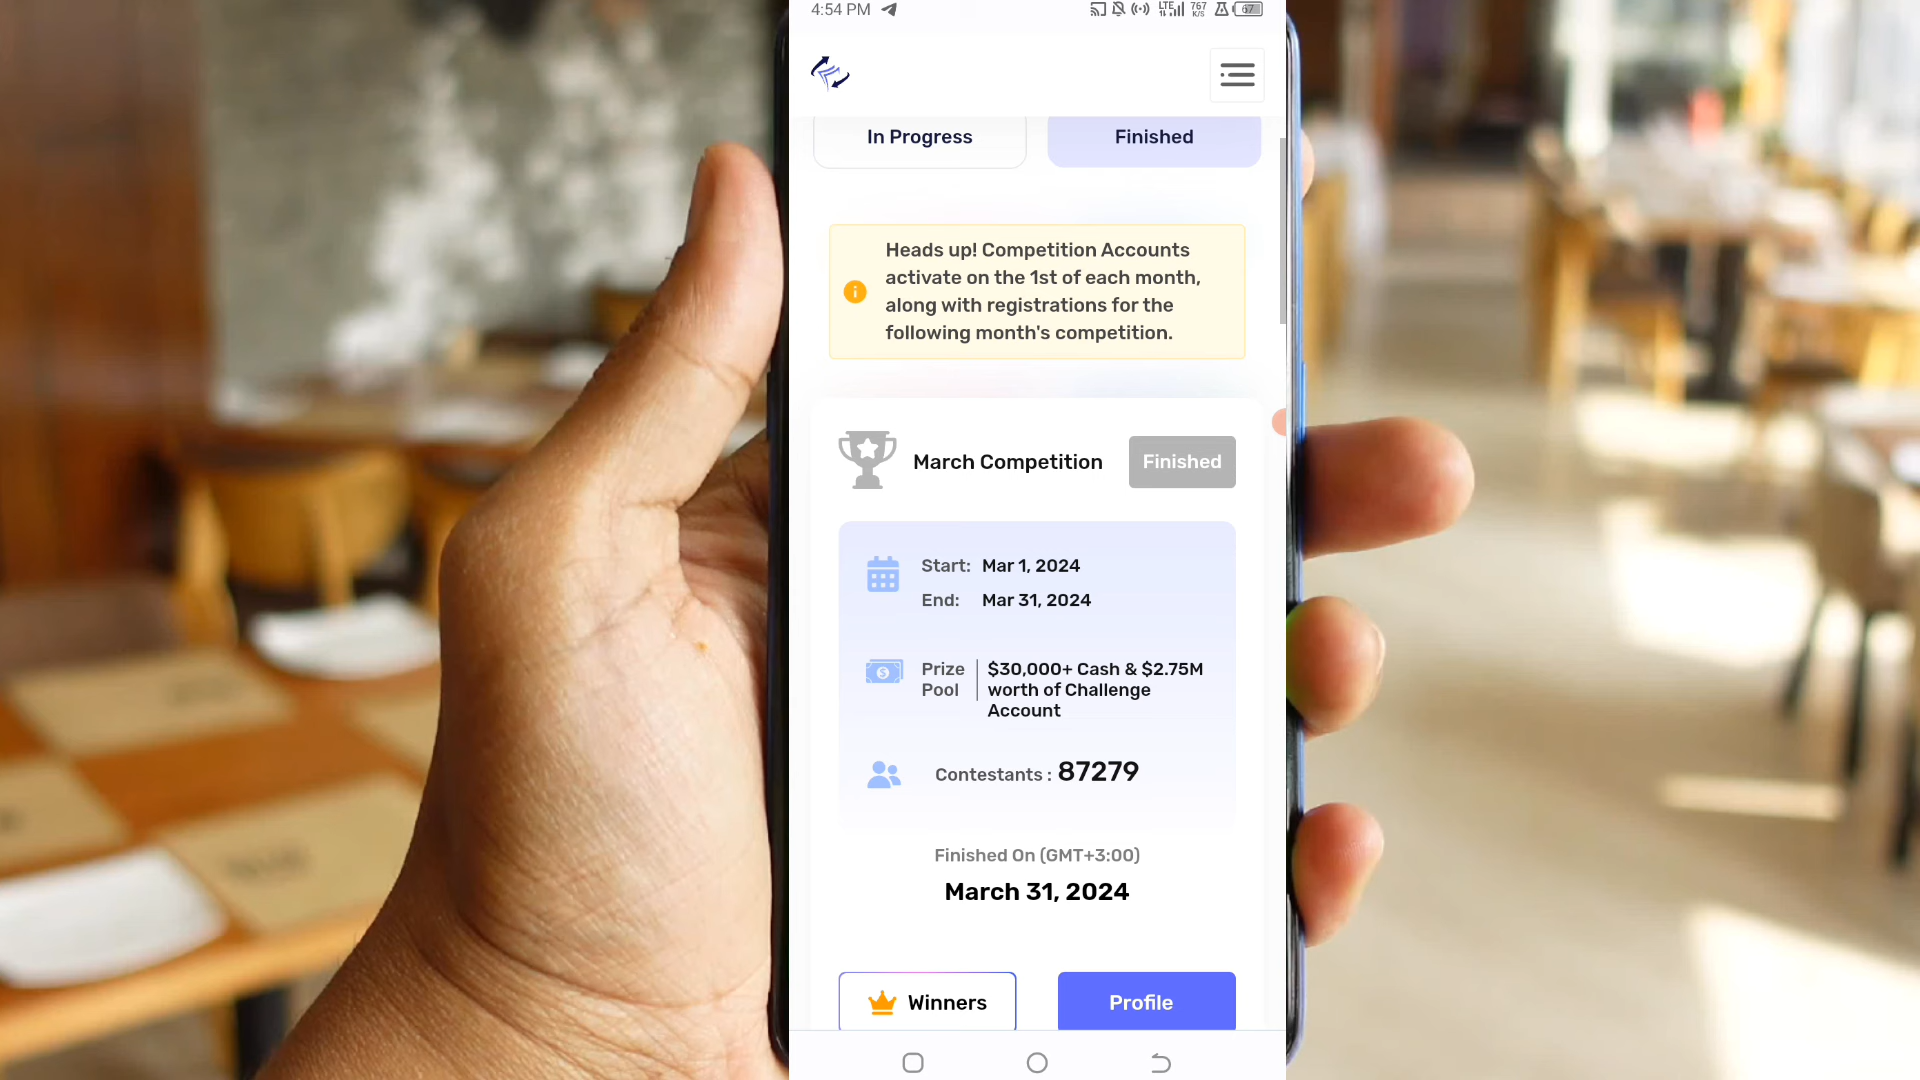 4:54 PM
LTE
767
K/S
67
In Progress
Finished
Heads up! Competition Accounts
activate on the 1st of each month,
along with registrations for the
following month's competition.
March Competition
Finished
Start: Mar 1, 2024
End: Mar 31, 2024
Prize
Pool
$30,000+ Cash & $2.75M
worth of Challenge
Account
Contestants : 87279
Finished On (GMT+3:00)
March 31, 2024
Winners
Profile